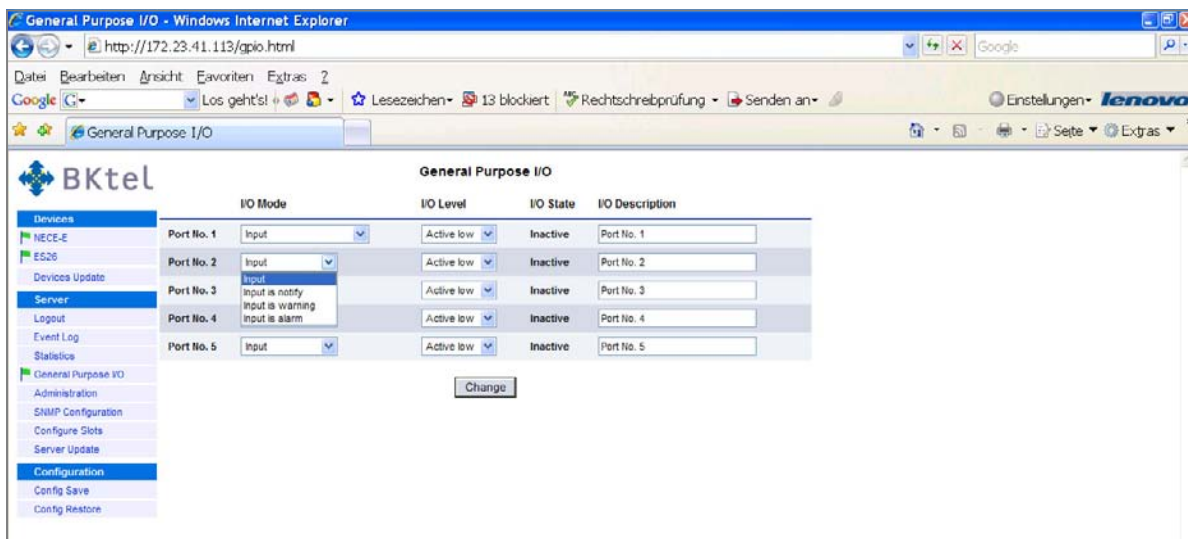 General Purpose I/O - Windows Internet Explorer
http://172.23.41.113/gpio.html
Google
Datei Bearbeiten Ansicht Favoriten Extras ?
Google G Los geht's! Lesezeichen 13 blockiert Rechtschreibprüfung Senden an Einstellungen lenovo
General Purpose I/O Seite Extras
BKtel
General Purpose I/O
I/O Mode I/O Level I/O State I/O Description
Devices
NECE-E
ES26
Devices Update
Server
Logout
Event Log
Statistics
General Purpose I/O
Administration
SNMP Configuration
Configure Slots
Server Update
Configuration
Config Save
Config Restore
Port No. 1 Input Active low Inactive Port No. 1
Port No. 2 Input Active low Inactive Port No. 2
Input
Input is notify
Input is warning
Input is alarm
Port No. 3 Active low Inactive Port No. 3
Port No. 4 Active low Inactive Port No. 4
Port No. 5 Input Active low Inactive Port No. 5
Change